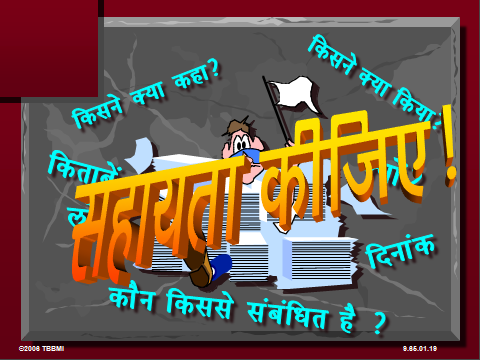 किसने क्या कहा?
किसने क्या किया?
किताबें
सहायता कीजिए!
दिनांक
कौन किससे संबंधित है ?
©2006 TBBMI
9.65.01.19